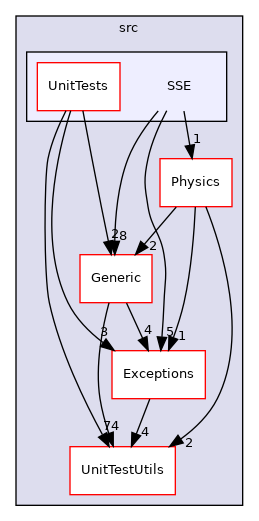 src
UnitTests
SSE
1
Physics
2
8
2
Generic
3
4
5
1
Exceptions
7
4
4
2
UnitTestUtils